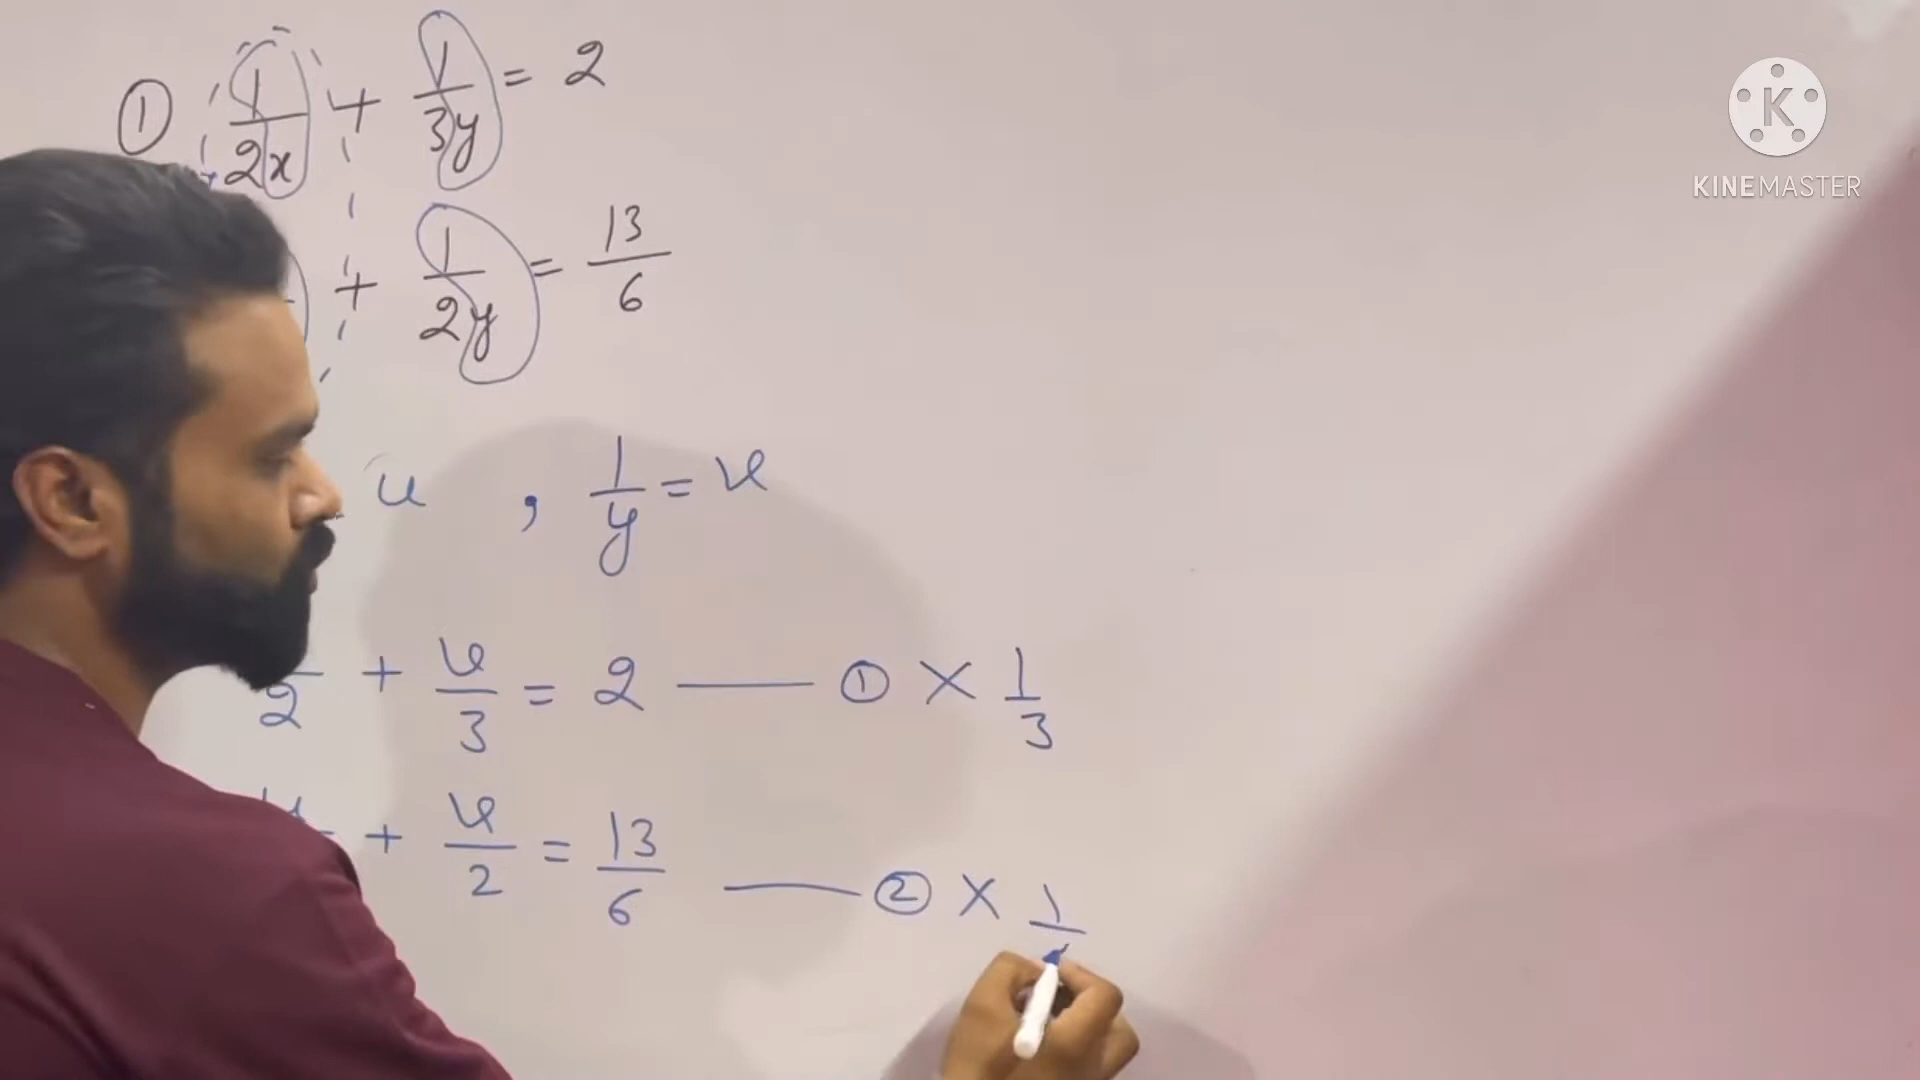 ① 1/2x + 1/3y = 2
+ 1/2y = 13/6
u , 1/y = v
2 + v/3 = 2 —— ① × 1/3
+ v/2 = 13/6 —— ② × 1/
KINEMASTER